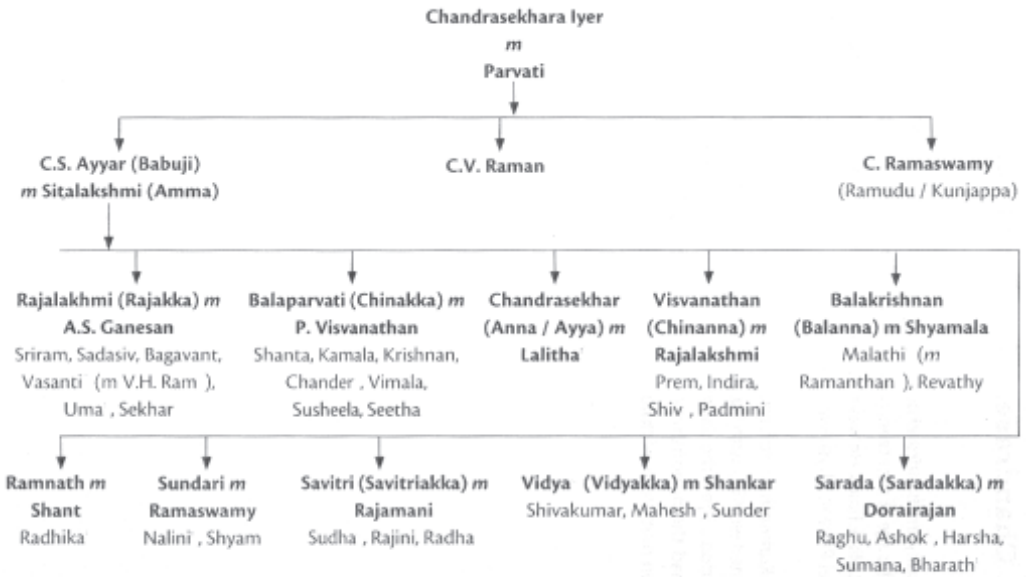 Chandrasekhara Iyer
m
Parvati
C.S. Ayyar (Babuji)
m Sitalakshmi (Amma)
C.V. Raman
C. Ramaswamy
(Ramudu / Kunjappa)
Rajalakhmi (Rajakka) m
A.S. Ganesan
Sriram, Sadasiv, Bagavant,
Vasanti (m V.H. Ram ),
Uma , Sekhar
Balaparvati (Chinakka) m
P. Visvanathan
Shanta, Kamala, Krishnan,
Chander , Vimala,
Susheela, Seetha
Chandrasekhar
(Anna / Ayya) m
Lalitha
Visvanathan
(Chinanna) m
Rajalakshmi
Prem, Indira,
Shiv , Padmini
Balakrishnan
(Balanna) m Shyamala
Malathi (m
Ramanthan ), Revathy
Ramnath m
Shant
Radhika
Sundari m
Ramaswamy
Nalini , Shyam
Savitri (Savitriakka) m
Rajamani
Sudha , Rajini, Radha
Vidya (Vidyakka) m Shankar
Shivakumar, Mahesh , Sunder
Sarada (Saradakka) m
Dorairajan
Raghu, Ashok , Harsha,
Sumana, Bharath